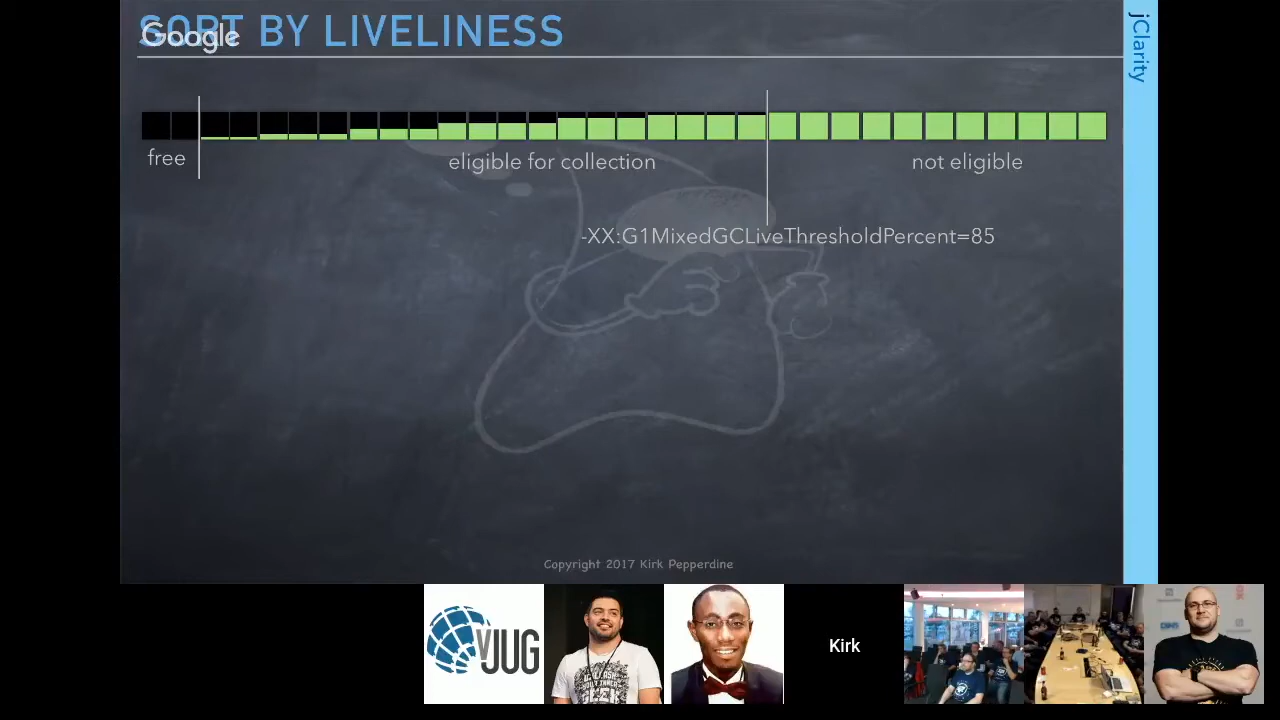 SORT BY LIVELINESS
Google
jClarity
free
eligible for collection
not eligible
-XX:G1MixedGCLiveThresholdPercent=85
Copyright 2017 Kirk Pepperdine
vJUG
Kirk